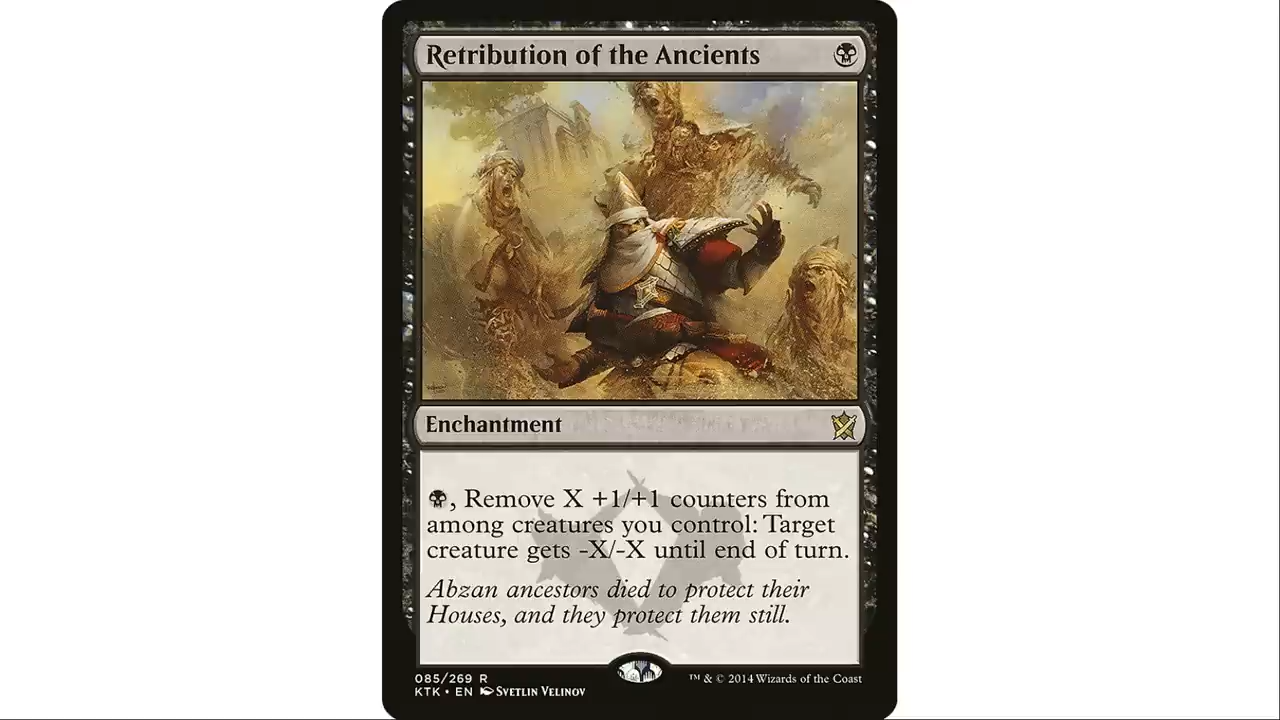 Retribution of the Ancients
Enchantment
, Remove X +1/+1 counters from
among creatures you control: Target
creature gets -X/-X until end of turn.
Abzan ancestors died to protect their
Houses, and they protect them still.
085/269 R
KTK • EN Svetlin Velinov
™ & © 2014 Wizards of the Coast